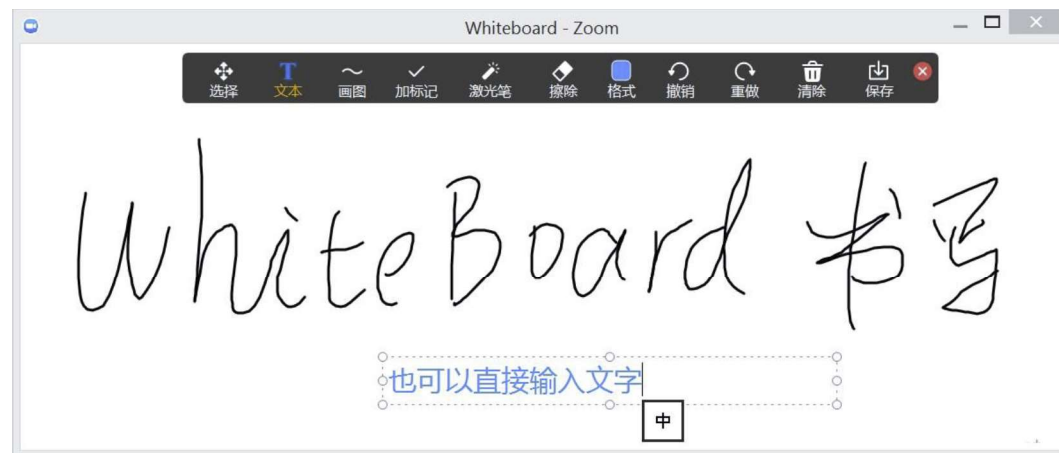 Whiteboard - Zoom
选择 文本 画图 加标记 激光笔 擦除 格式 撤销 重做 清除 保存
WhiteBoard 书写
也可以直接输入文字
中